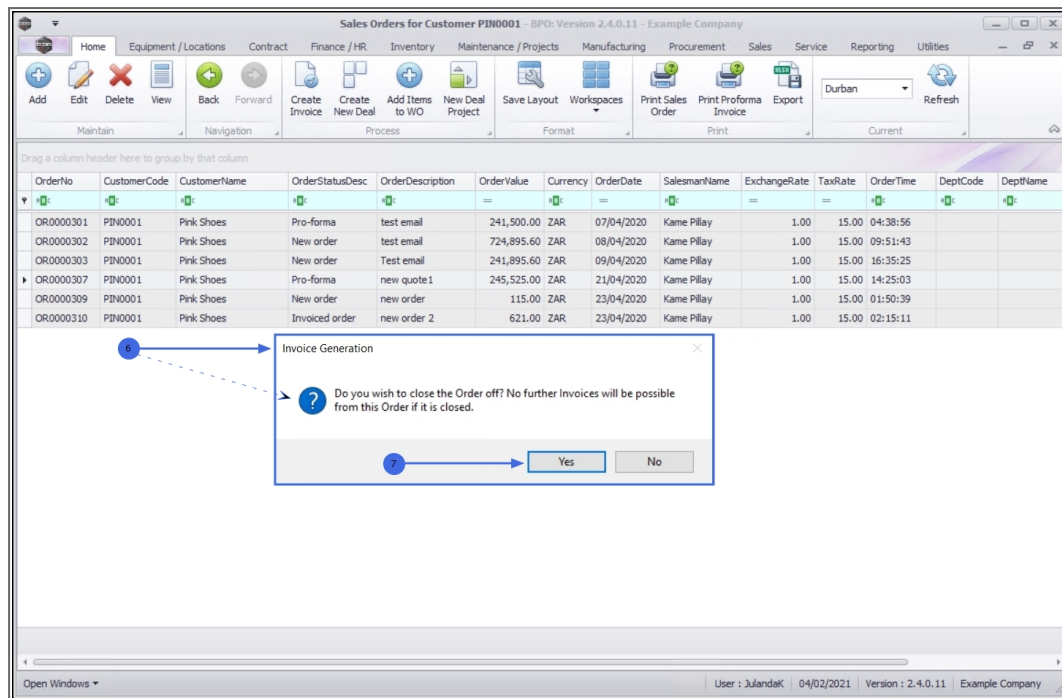 Sales Orders for Customer PIN0001 - BPO: Version 2.4.0.11 - Example Company
Home Equipment / Locations Contract Finance / HR Inventory Maintenance / Projects Manufacturing Procurement Sales Service Reporting Utilities
Add Edit Delete View Back Forward Create Invoice Create New Deal Add Items to WO New Deal Project Save Layout Workspaces Print Sales Order Print Proforma Invoice Export Durban Refresh
Maintain Navigation Process Format Print Current
Drag a column header here to group by that column
OrderNo CustomerCode CustomerName OrderStatusDesc OrderDescription OrderValue Currency OrderDate SalesmanName ExchangeRate TaxRate OrderTime DeptCode DeptName
= = = =
OR0000301 PIN0001 Pink Shoes Pro-forma test email 241,500.00 ZAR 07/04/2020 Kame Pillay 1.00 15.00 04:38:56
OR0000302 PIN0001 Pink Shoes New order test email 724,895.60 ZAR 08/04/2020 Kame Pillay 1.00 15.00 09:51:43
OR0000303 PIN0001 Pink Shoes New order Test email 241,895.60 ZAR 09/04/2020 Kame Pillay 1.00 15.00 16:35:25
OR0000307 PIN0001 Pink Shoes Pro-forma new quote1 245,525.00 ZAR 21/04/2020 Kame Pillay 1.00 15.00 14:25:03
OR0000309 PIN0001 Pink Shoes New order new order 115.00 ZAR 23/04/2020 Kame Pillay 1.00 15.00 01:50:39
OR0000310 PIN0001 Pink Shoes Invoiced order new order 2 621.00 ZAR 23/04/2020 Kame Pillay 1.00 15.00 02:15:11
6 Invoice Generation
? Do you wish to close the Order off? No further Invoices will be possible
from this Order if it is closed.
7 Yes No
Open Windows User : JulandaK 04/02/2021 Version : 2.4.0.11 Example Company